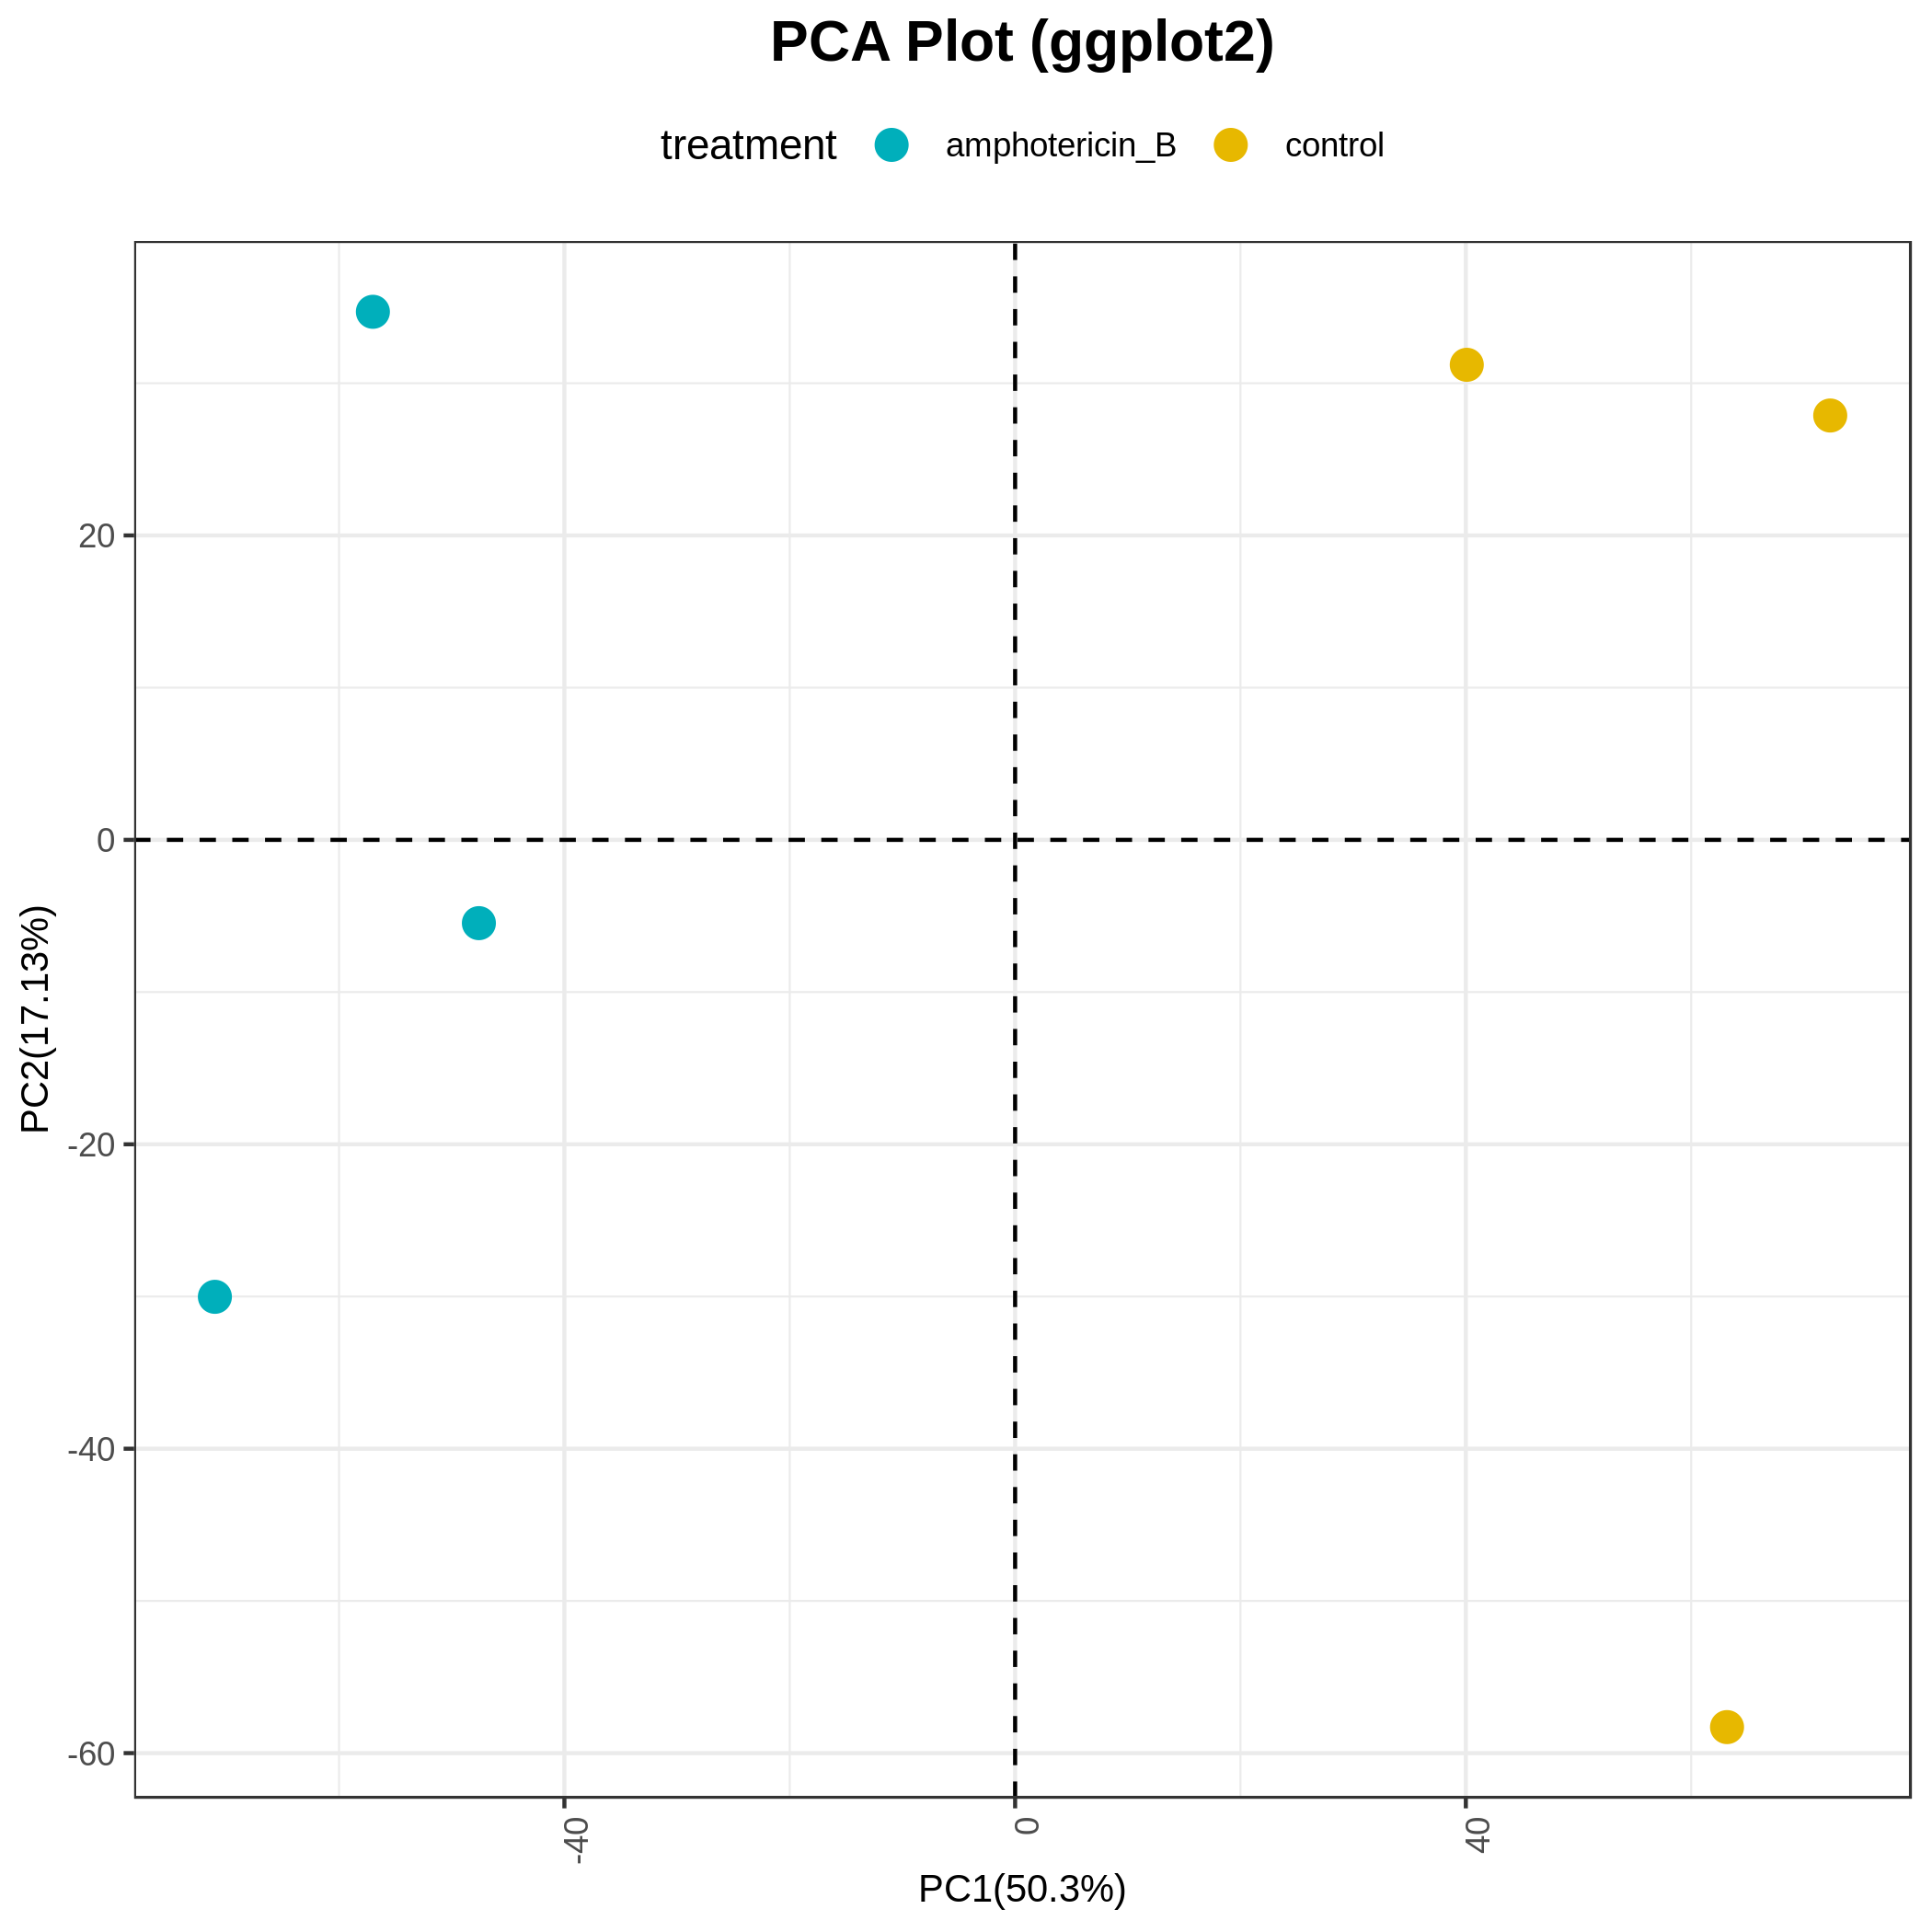 PCA Plot (ggplot2)
treatment amphotericin_B control
20
0
-20
-40
-60
PC2(17.13%)
-40 0 40
PC1(50.3%)